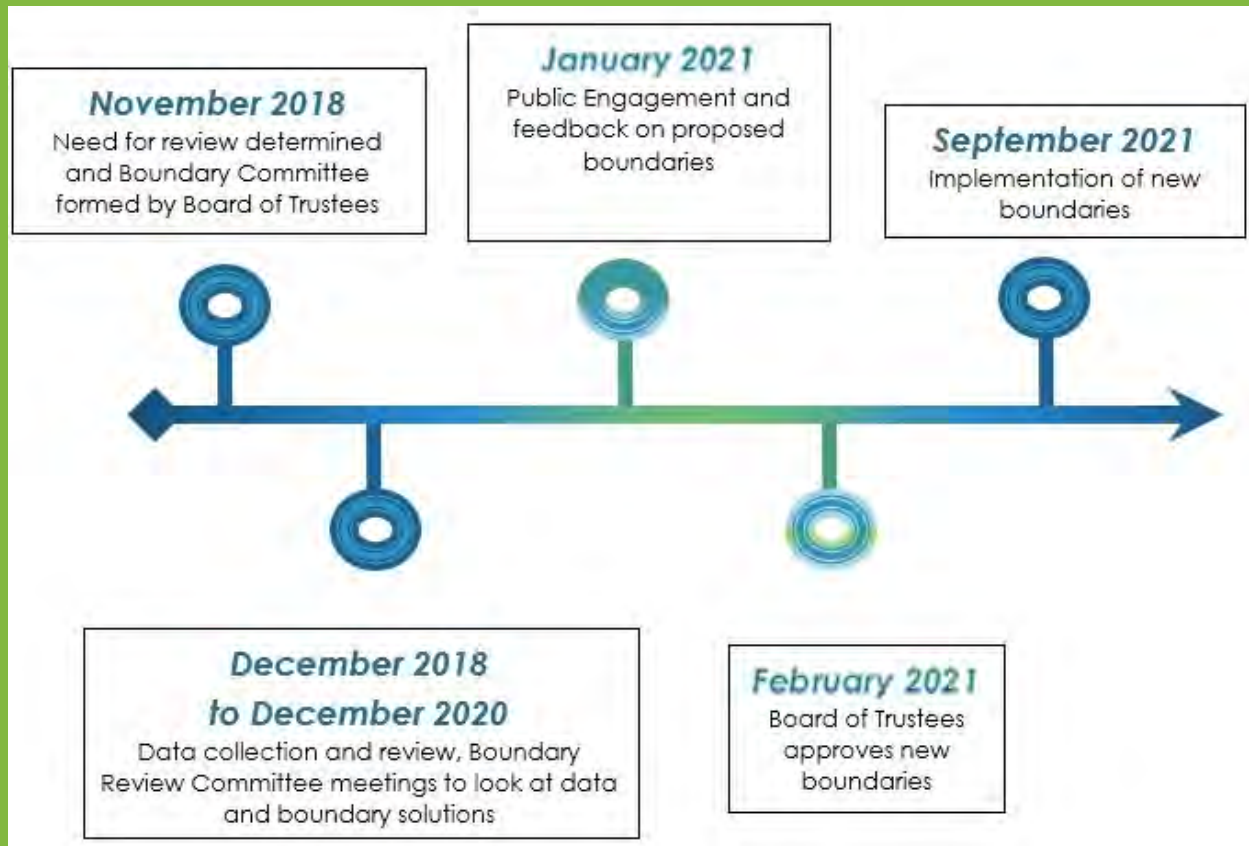 November 2018
Need for review determined
and Boundary Committee
formed by Board of Trustees
December 2018
to December 2020
Data collection and review, Boundary
Review Committee meetings to look at data
and boundary solutions
January 2021
Public Engagement and
feedback on proposed
boundaries
February 2021
Board of Trustees
approves new
boundaries
September 2021
Implementation of new
boundaries